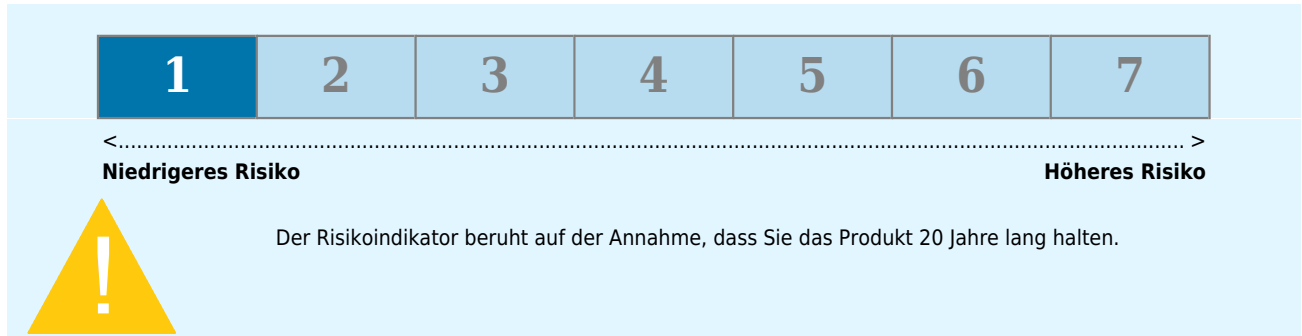 1 2 3 4 5 6 7
<.......................................................................................................................................................... >
Niedrigeres Risiko Höheres Risiko
!
Der Risikoindikator beruht auf der Annahme, dass Sie das Produkt 20 Jahre lang halten.